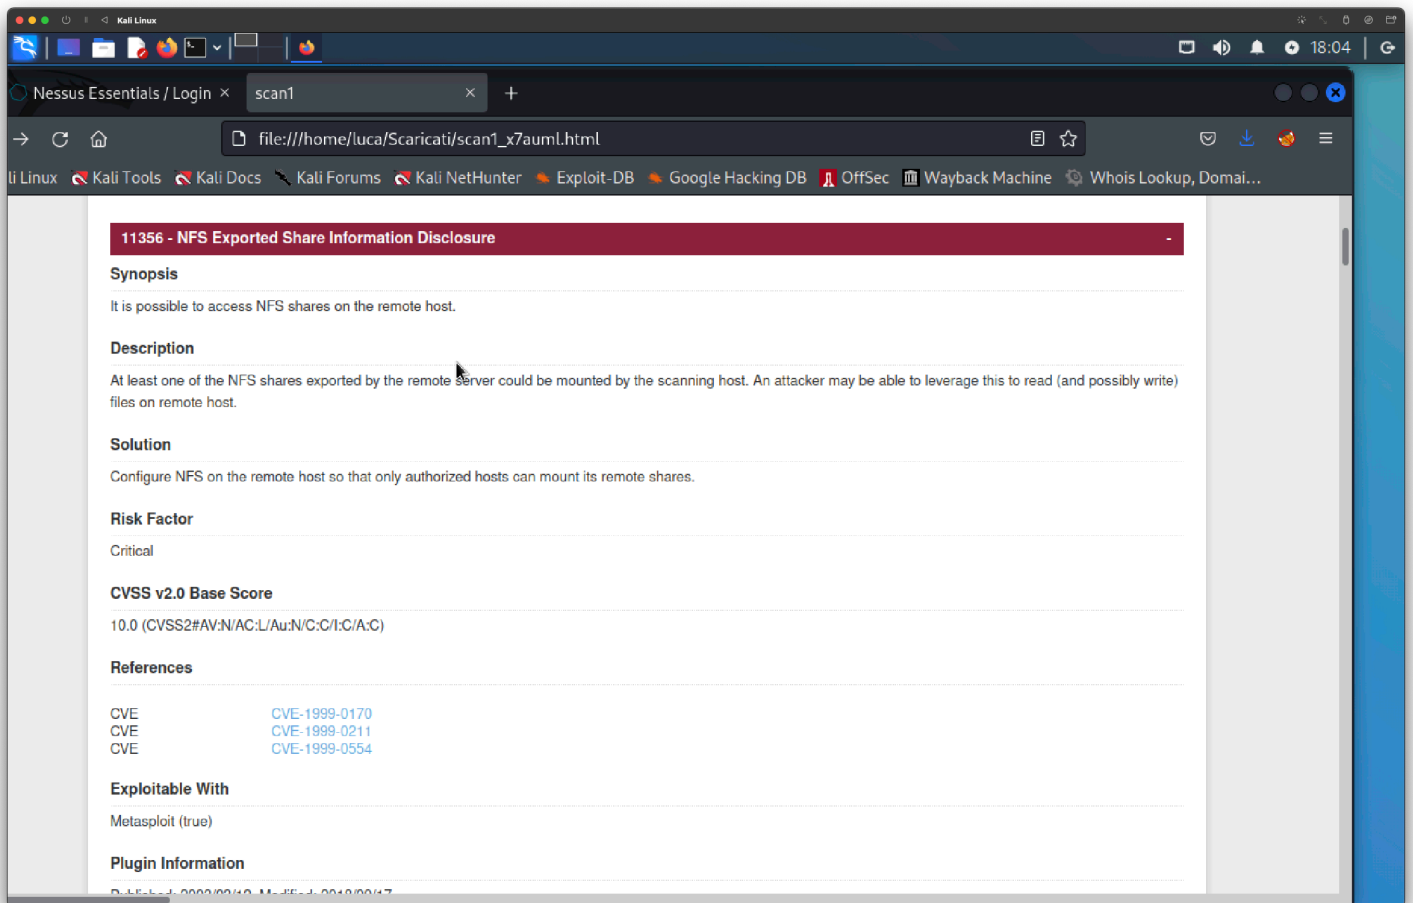 Kali Linux
18:04
Nessus Essentials / Login
scan1
file:///home/luca/Scaricati/scan1_x7auml.html
li Linux Kali Tools Kali Docs Kali Forums Kali NetHunter Exploit-DB Google Hacking DB OffSec Wayback Machine Whois Lookup, Domai...
11356 - NFS Exported Share Information Disclosure -
Synopsis
It is possible to access NFS shares on the remote host.
Description
At least one of the NFS shares exported by the remote server could be mounted by the scanning host. An attacker may be able to leverage this to read (and possibly write)
files on remote host.
Solution
Configure NFS on the remote host so that only authorized hosts can mount its remote shares.
Risk Factor
Critical
CVSS v2.0 Base Score
10.0 (CVSS2#AV:N/AC:L/Au:N/C:C/I:C/A:C)
References
CVE CVE-1999-0170
CVE CVE-1999-0211
CVE CVE-1999-0554
Exploitable With
Metasploit (true)
Plugin Information